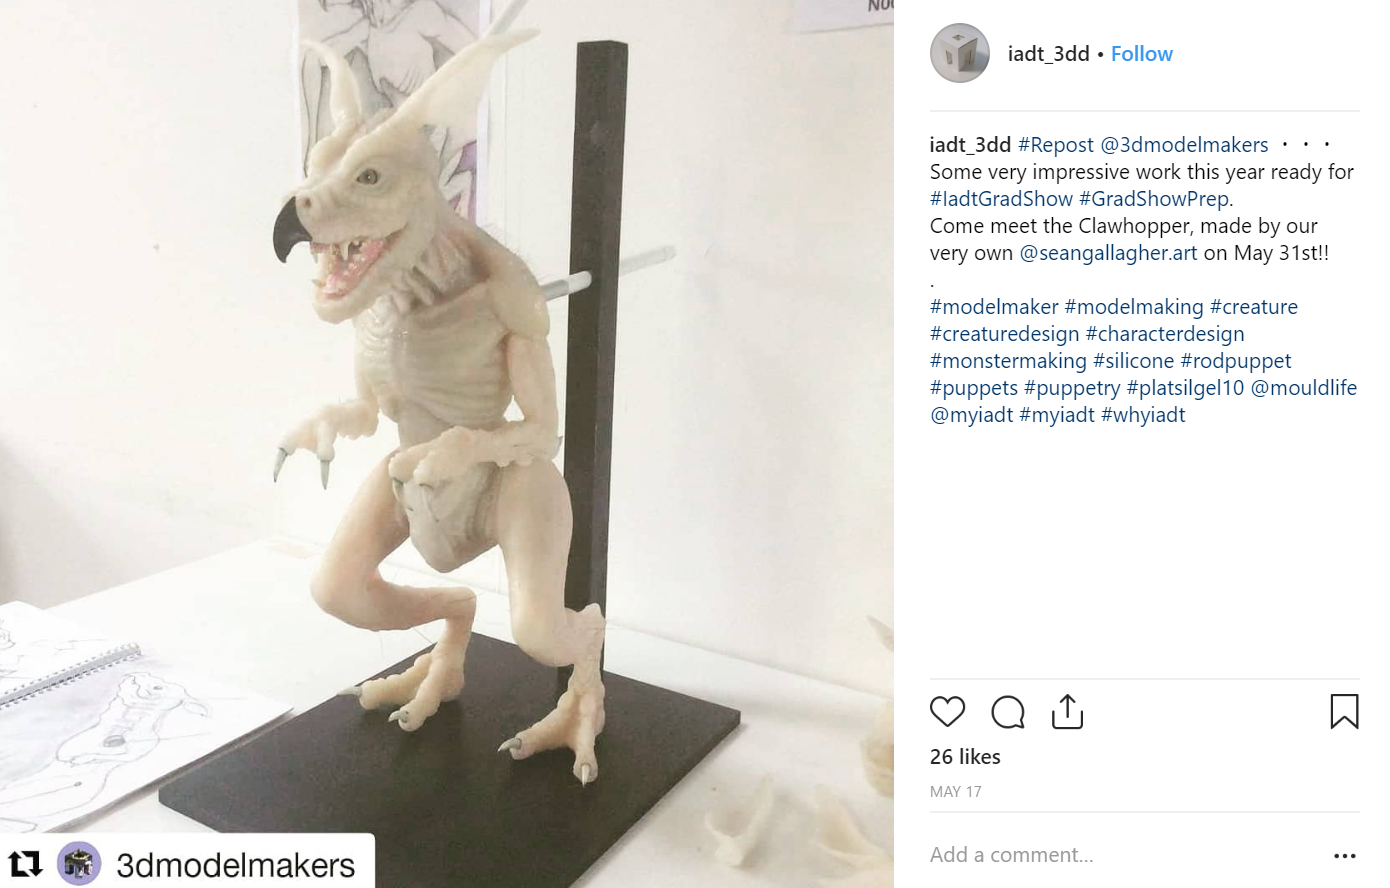 iadt_3dd • Follow
iadt_3dd #Repost @3dmodelmakers · · ·
Some very impressive work this year ready for
#IadtGradShow #GradShowPrep.
Come meet the Clawhopper, made by our
very own @seangallagher.art on May 31st!!
.
#modelmaker #modelmaking #creature
#creaturedesign #characterdesign
#monstermaking #silicone #rodpuppet
#puppets #puppetry #platsilgel10 @mouldlife
@myiadt #myiadt #whyiadt
26 likes
MAY 17
Add a comment...
3dmodelmakers